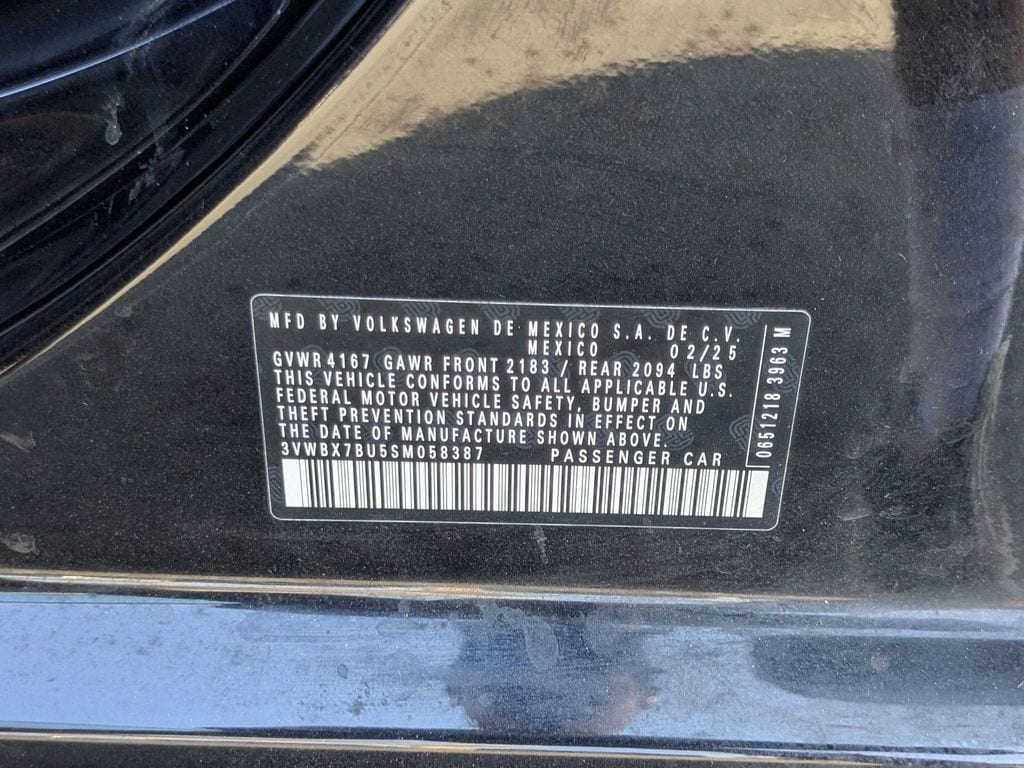 MFD BY VOLKSWAGEN DE MEXICO S.A. DE C.V.
MEXICO 02/25
GVWR 4167 GAWR FRONT 2183 / REAR 2094 LBS
THIS VEHICLE CONFORMS TO ALL APPLICABLE U.S.
FEDERAL MOTOR VEHICLE SAFETY, BUMPER AND
THEFT PREVENTION STANDARDS IN EFFECT ON
THE DATE OF MANUFACTURE SHOWN ABOVE.
3VWBX7BU5SM058387 PASSENGER CAR
0651218 3963 M